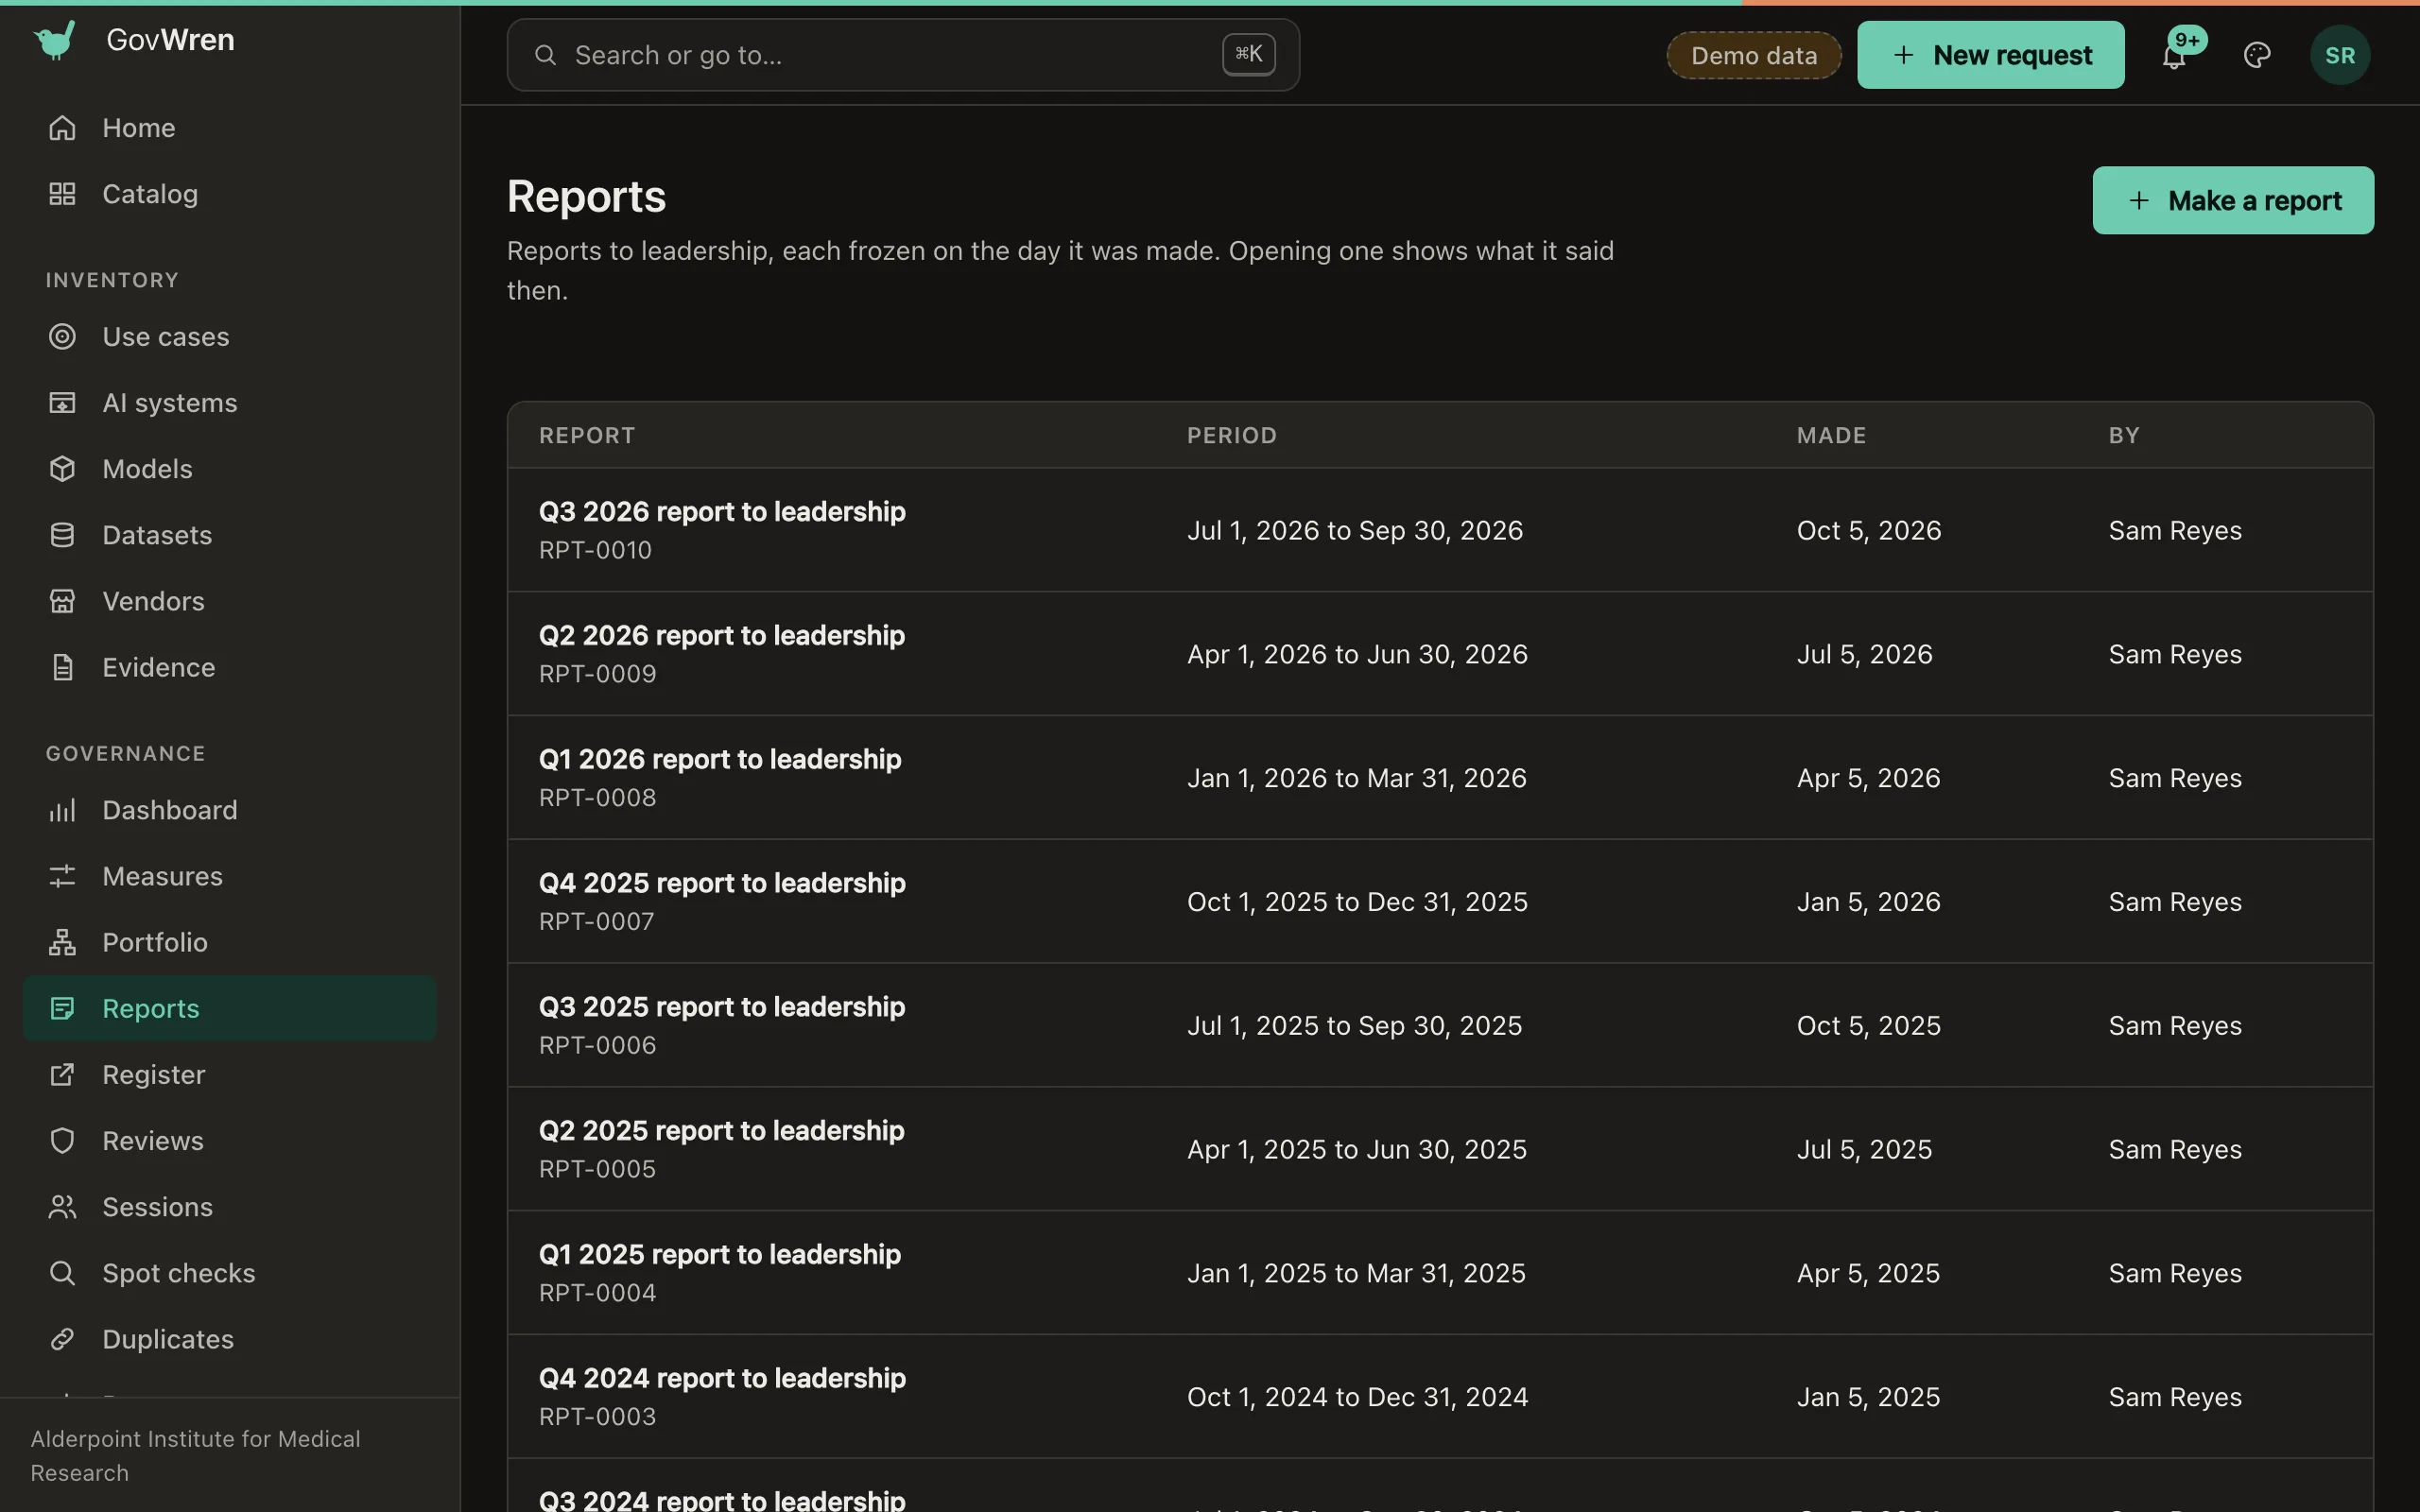 GovWren
Search or go to...
⌘K
Demo data
+ New request
9+
SR
Home
Catalog
INVENTORY
Use cases
AI systems
Models
Datasets
Vendors
Evidence
GOVERNANCE
Dashboard
Measures
Portfolio
Reports
Register
Reviews
Sessions
Spot checks
Duplicates
Alderpoint Institute for Medical
Research
Reports
Reports to leadership, each frozen on the day it was made. Opening one shows what it said
then.
+ Make a report
REPORT PERIOD MADE BY
Q3 2026 report to leadership
RPT-0010
Jul 1, 2026 to Sep 30, 2026 Oct 5, 2026 Sam Reyes
Q2 2026 report to leadership
RPT-0009
Apr 1, 2026 to Jun 30, 2026 Jul 5, 2026 Sam Reyes
Q1 2026 report to leadership
RPT-0008
Jan 1, 2026 to Mar 31, 2026 Apr 5, 2026 Sam Reyes
Q4 2025 report to leadership
RPT-0007
Oct 1, 2025 to Dec 31, 2025 Jan 5, 2026 Sam Reyes
Q3 2025 report to leadership
RPT-0006
Jul 1, 2025 to Sep 30, 2025 Oct 5, 2025 Sam Reyes
Q2 2025 report to leadership
RPT-0005
Apr 1, 2025 to Jun 30, 2025 Jul 5, 2025 Sam Reyes
Q1 2025 report to leadership
RPT-0004
Jan 1, 2025 to Mar 31, 2025 Apr 5, 2025 Sam Reyes
Q4 2024 report to leadership
RPT-0003
Oct 1, 2024 to Dec 31, 2024 Jan 5, 2025 Sam Reyes
Q3 2024 report to leadership